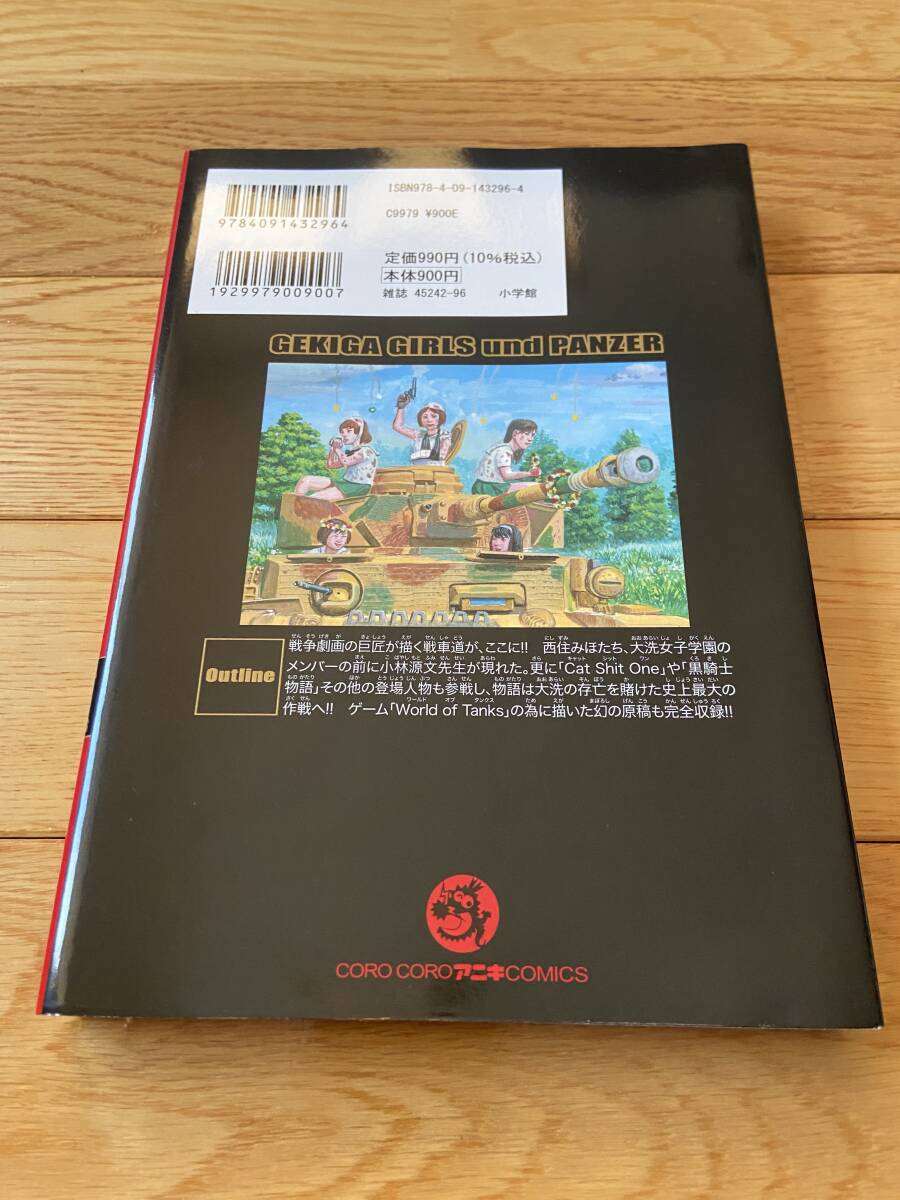 ISBN978-4-09-143296-4
9784091432964
C9979 ¥900E
定価990円(10%税込)
本体900円
1929979009007
雑誌 45242-96 小学館
GEKIGA GIRLS und PANZER
Outline
戦争劇画の巨匠が描く戦車道が、ここに!! 西住みほたち、大洗女子学園の
メンバーの前に小林源文先生が現れた。更に「Cat Shit One」や「黒騎士
物語」その他の登場人物も参戦し、物語は大洗の存亡を賭けた史上最大の
作戦へ!! ゲーム「World of Tanks」の為に描いた幻の原稿も完全収録!!
CORO COROアニキCOMICS